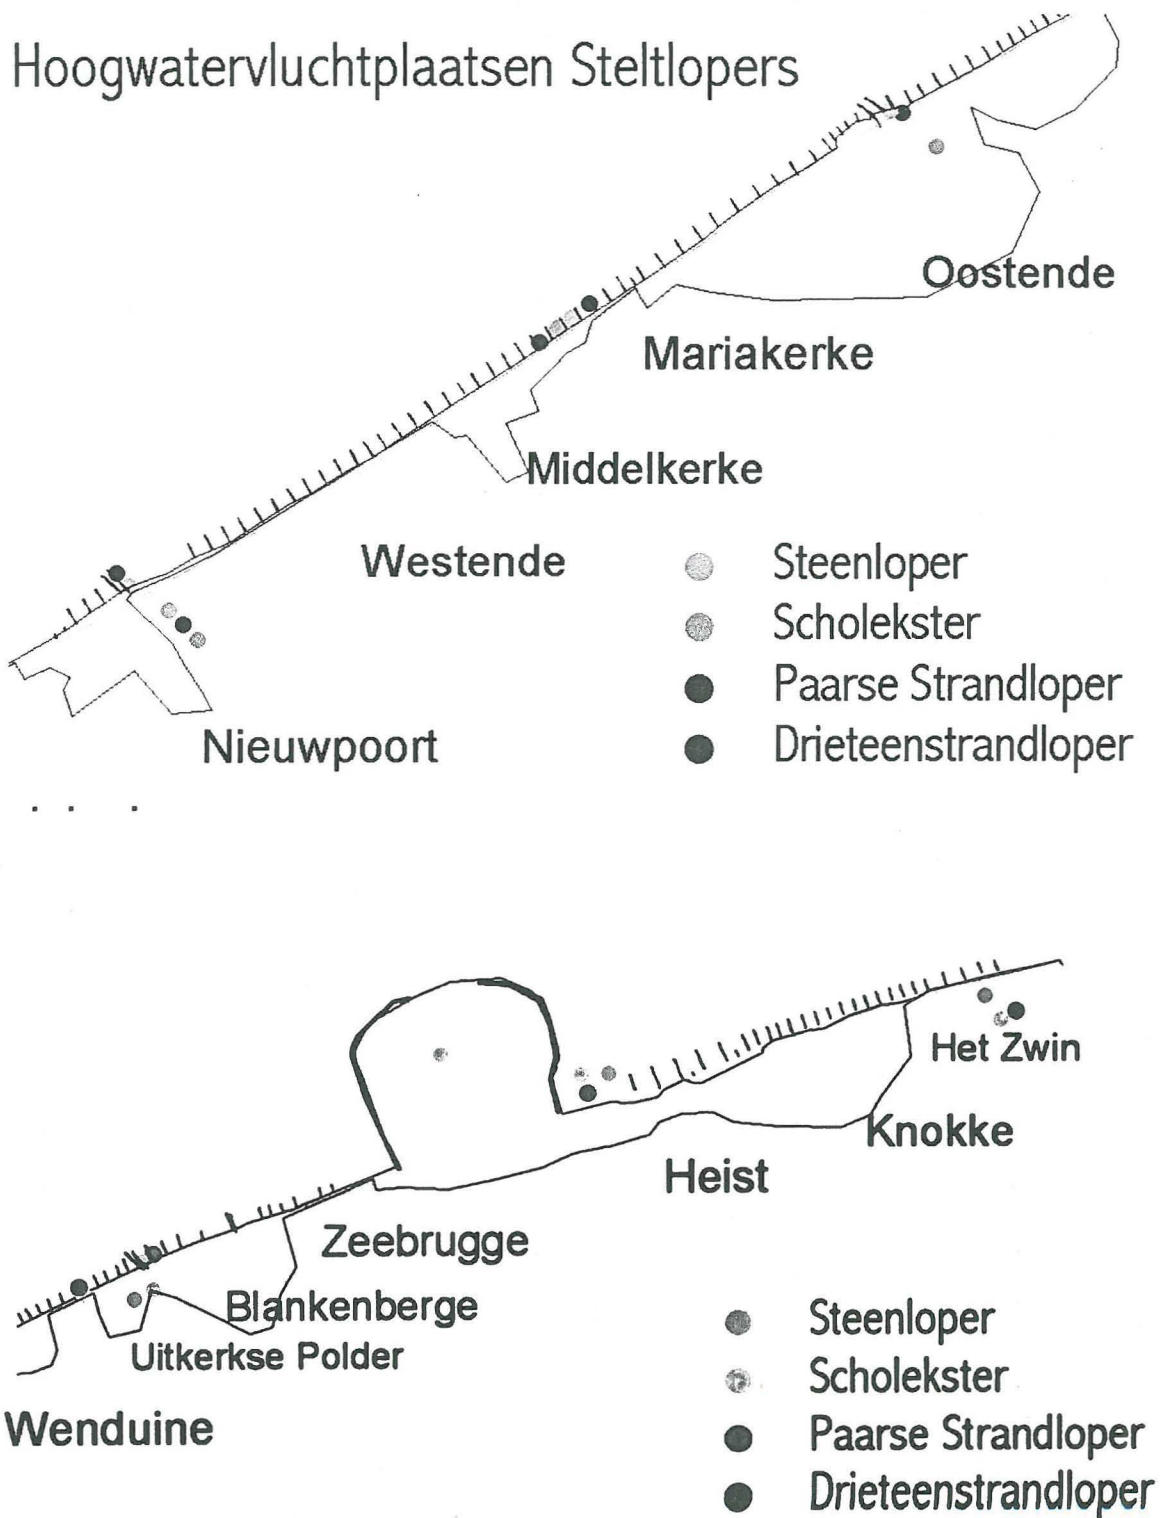 Hoogwatervluchtplaatsen Steltlopers
Oostende
Mariakerke
Middelkerke
Westende
Nieuwpoort
Steenloper
Scholekster
Paarse Strandloper
Drieteenstrandloper
Het Zwin
Knokke
Heist
Zeebrugge
Blankenberge
Uitkerkse Polder
Wenduine
Steenloper
Scholekster
Paarse Strandloper
Drieteenstrandloper